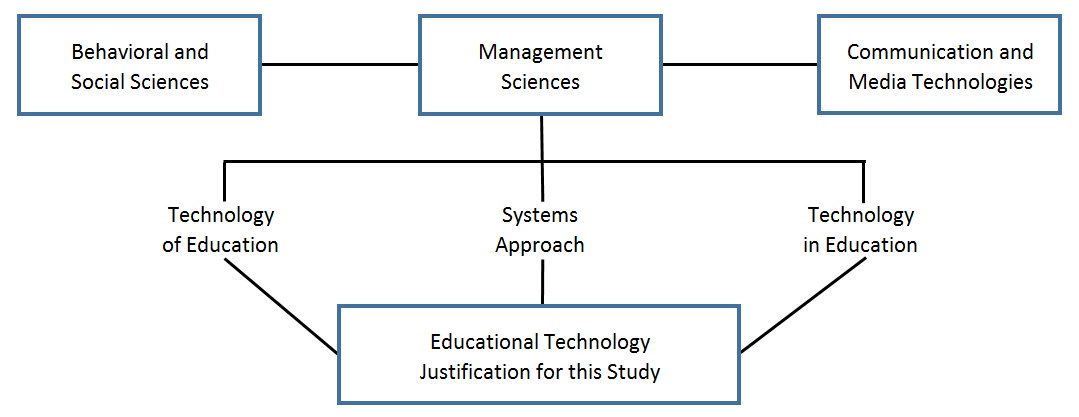 Behavioral and
Social Sciences
Management
Sciences
Communication and
Media Technologies
Technology
of Education
Systems
Approach
Technology
in Education
Educational Technology
Justification for this Study